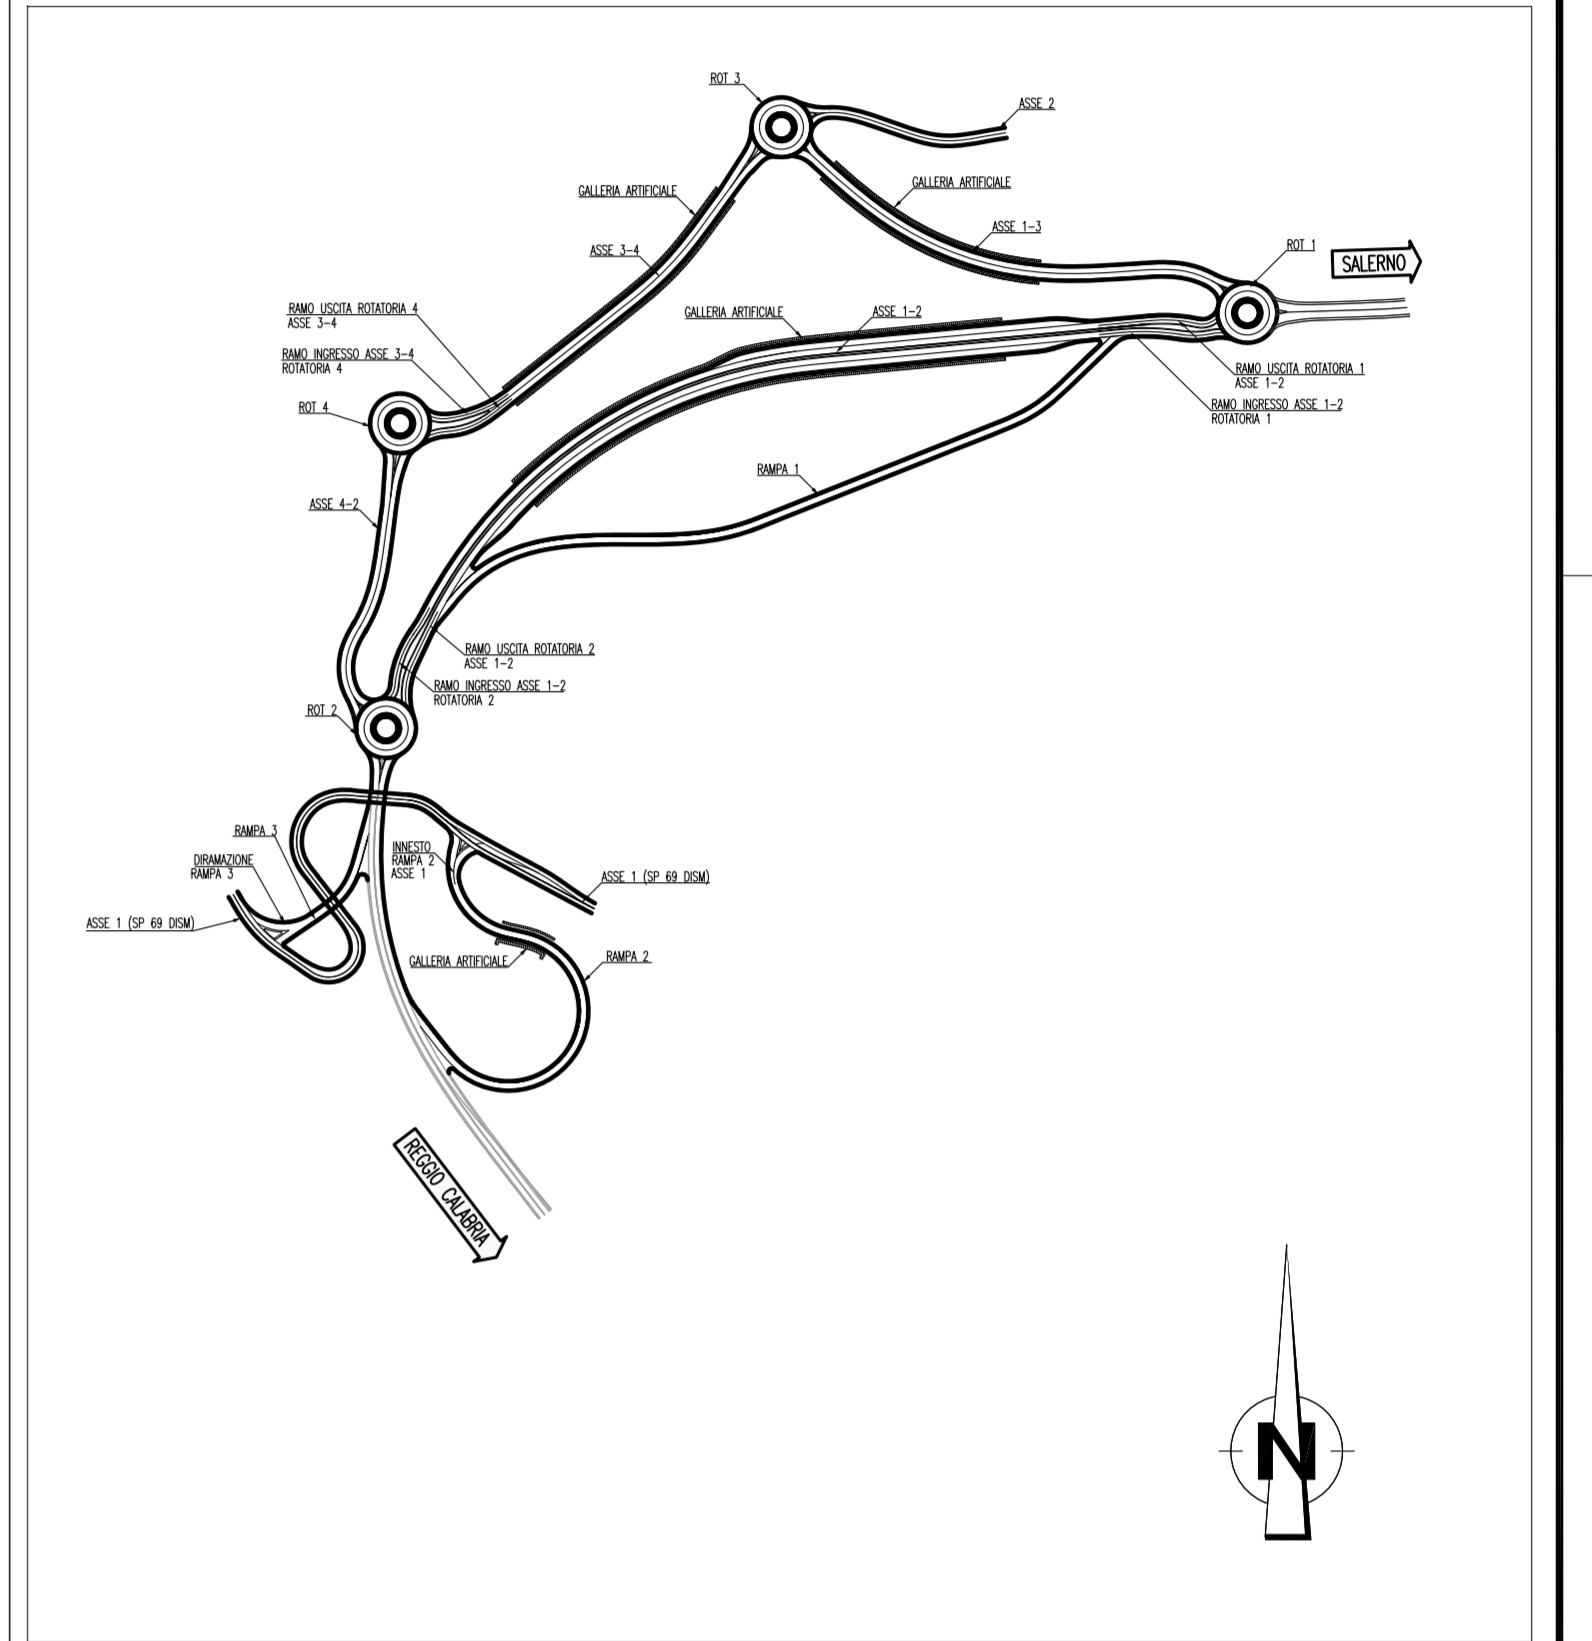 ROT 3
ASSE 2
GALLERIA ARTIFICIALE
GALLERIA ARTIFICIALE
ASSE 1-3
ASSE 3-4
ROT 1
SALERNO
RAMO USCITA ROTATORIA 4
ASSE 3-4
GALLERIA ARTIFICIALE
ASSE 1-2
RAMO INGRESSO ASSE 3-4
ROTATORIA 4
RAMO USCITA ROTATORIA 1
ASSE 1-2
RAMO INGRESSO ASSE 1-2
ROTATORIA 1
ROT 4
RAMPA 1
ASSE 4-2
RAMO USCITA ROTATORIA 2
ASSE 1-2
RAMO INGRESSO ASSE 1-2
ROTATORIA 2
ROT 2
RAMPA 3
DIRAMAZIONE
RAMPA 3
INNESTO
RAMPA 2
ASSE 1
ASSE 1 (SP 69 DISM)
ASSE 1 (SP 69 DISM)
GALLERIA ARTIFICIALE
RAMPA 2
REGGIO CALABRIA
N